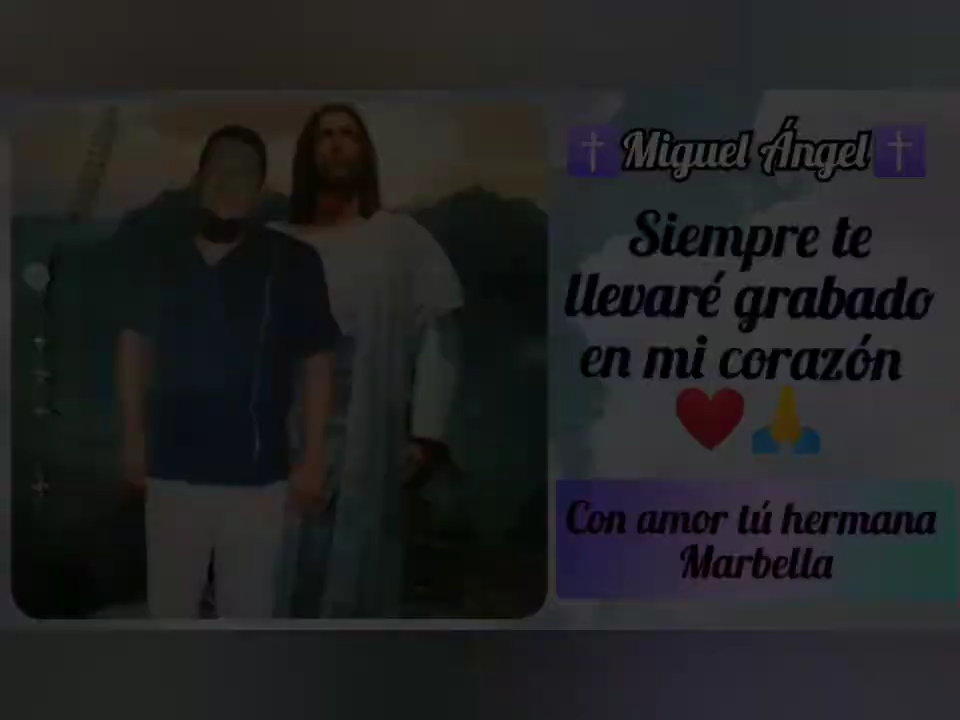 ✝️ Miguel Ángel ✝️
Siempre te
llevaré grabado
en mi corazón
❤️ 🙏
Con amor tú hermana
Marbella